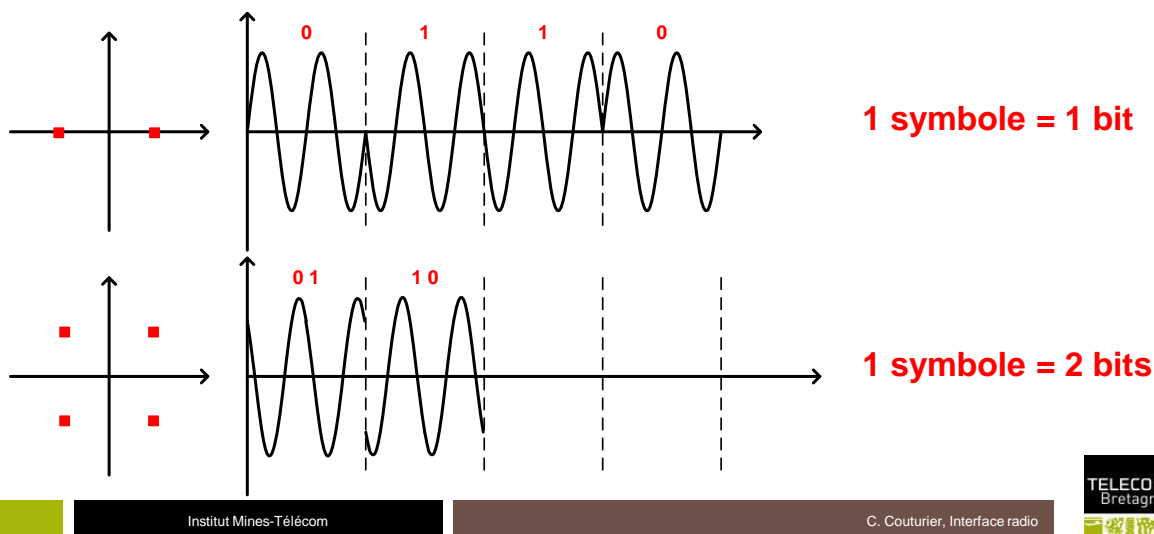 0 1 1 0
1 symbole = 1 bit
0 1 1 0
1 symbole = 2 bits
Institut Mines-Télécom
C. Couturier, Interface radio
TELECO
Bretagn